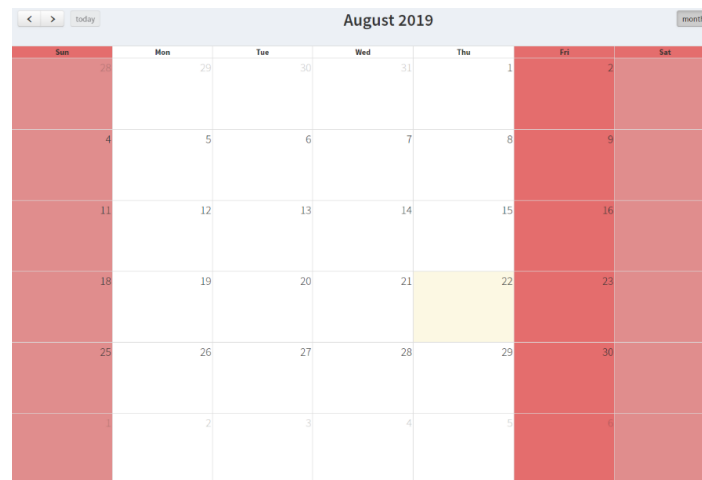 today August 2019 month
Sun Mon Tue Wed Thu Fri Sat
28 29 30 31 1 2
4 5 6 7 8 9
11 12 13 14 15 16
18 19 20 21 22 23
25 26 27 28 29 30
1 2 3 4 5 6